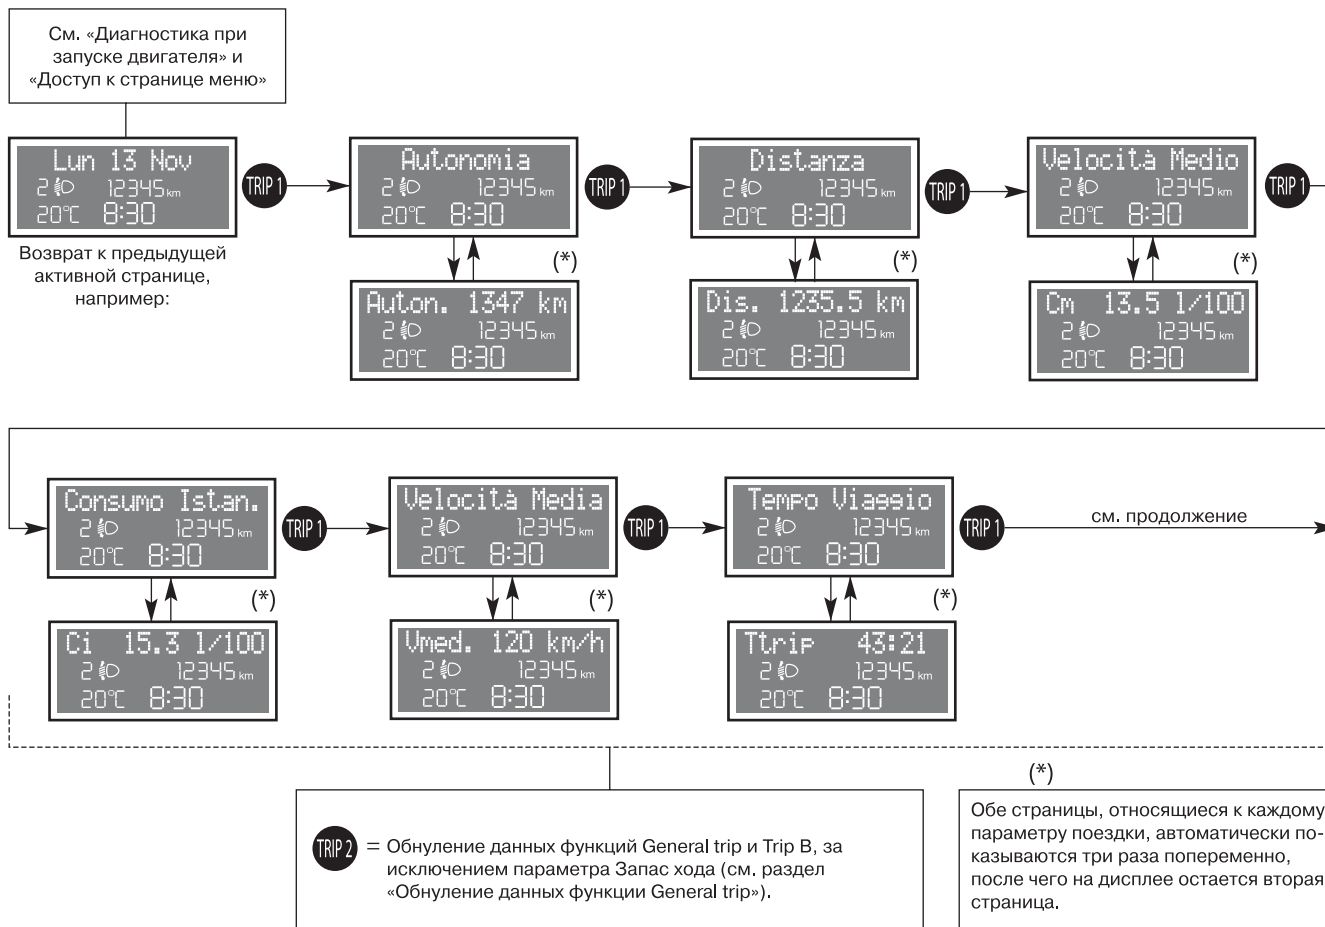 См. «Диагностика при
запуске двигателя» и
«Доступ к странице меню»
Lun 13 Nov
2 12345 km
20°C 8:30
TRIP 1
Autonomia
2 12345 km
20°C 8:30
TRIP 1
Distanza
2 12345 km
20°C 8:30
TRIP 1
Velocità Medio
2 12345 km
20°C 8:30
TRIP 1
Возврат к предыдущей
активной странице,
например:
(*)
Auton. 1347 km
2 12345 km
20°C 8:30
(*)
Dis. 1235.5 km
2 12345 km
20°C 8:30
(*)
Cm 13.5 l/100
2 12345 km
20°C 8:30
Consumo Istan.
2 12345 km
20°C 8:30
TRIP 1
Velocità Media
2 12345 km
20°C 8:30
TRIP 1
Tempo Viaggio
2 12345 km
20°C 8:30
TRIP 1
см. продолжение
(*)
Ci 15.3 l/100
2 12345 km
20°C 8:30
(*)
Vmed. 120 km/h
2 12345 km
20°C 8:30
(*)
Ttrip 43:21
2 12345 km
20°C 8:30
TRIP 2 = Обнуление данных функций General trip и Trip B, за
исключением параметра Запас хода (см. раздел
«Обнуление данных функции General trip»).
(*)
Обе страницы, относящиеся к каждому
параметру поездки, автоматически по-
казываются три раза попеременно,
после чего на дисплее остается вторая
страница.